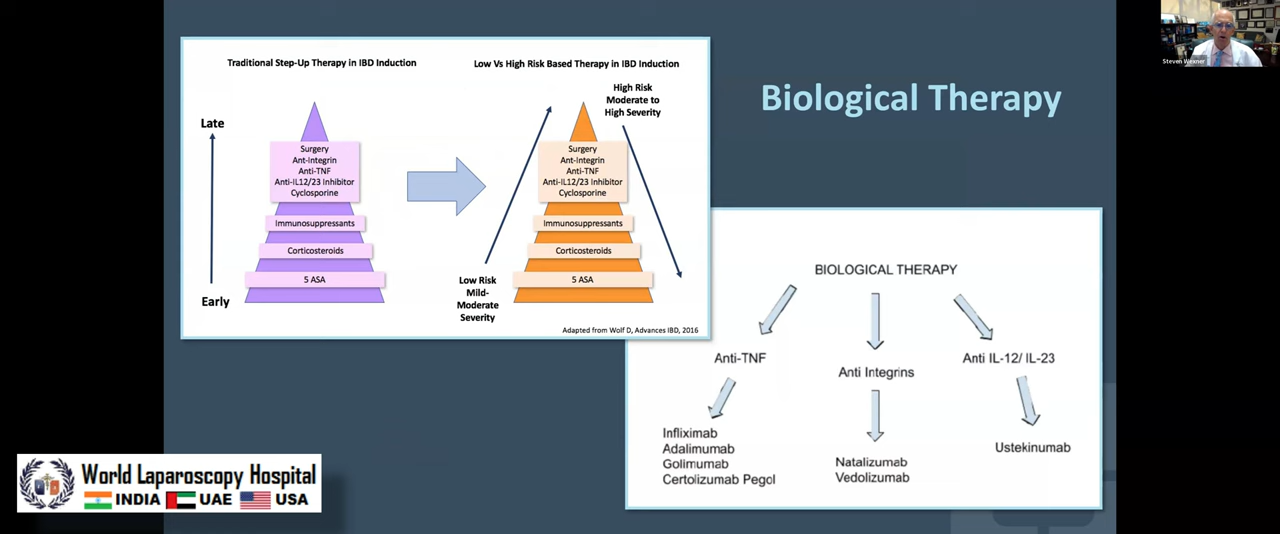 Biological Therapy
Steven Wexner
Traditional Step-Up Therapy in IBD Induction
Late
Early
Surgery
Ant-Integrin
Anti-TNF
Anti-IL12/23 Inhibitor
Cyclosporine
Immunosuppressants
Corticosteroids
5 ASA
Low Vs High Risk Based Therapy in IBD Induction
High Risk
Moderate to
High Severity
Surgery
Ant-Integrin
Anti-TNF
Anti-IL12/23 Inhibitor
Cyclosporine
Immunosuppressants
Corticosteroids
5 ASA
Low Risk
Mild-
Moderate
Severity
Adapted from Wolf D, Advances IBD, 2016
BIOLOGICAL THERAPY
Anti-TNF
Infliximab
Adalimumab
Golimumab
Certolizumab Pegol
Anti Integrins
Natalizumab
Vedolizumab
Anti IL-12/ IL-23
Ustekinumab
World Laparoscopy Hospital
INDIA UAE USA